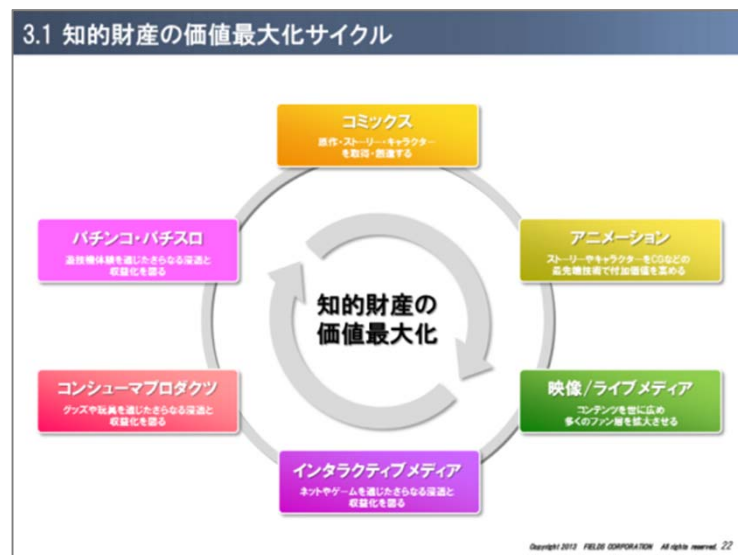 3.1 知的財産の価値最大化サイクル
コミックス
原作・ストーリー・キャラクター
を取得・創造する
アニメーション
ストーリーやキャラクターをCGなどの
最先端技術で付加価値を高める
映像/ライブメディア
コンテンツを世に広め
多くのファン層を拡大させる
インタラクティブメディア
ネットやゲームを通じたさらなる浸透と
収益化を図る
コンシューマプロダクツ
グッズや玩具を通じたさらなる浸透と
収益化を図る
パチンコ・パチスロ
遊技機体験を通じたさらなる浸透と
収益化を図る
知的財産の
価値最大化
Copyright 2013 FIELDS CORPORATION All rights reserved. 22